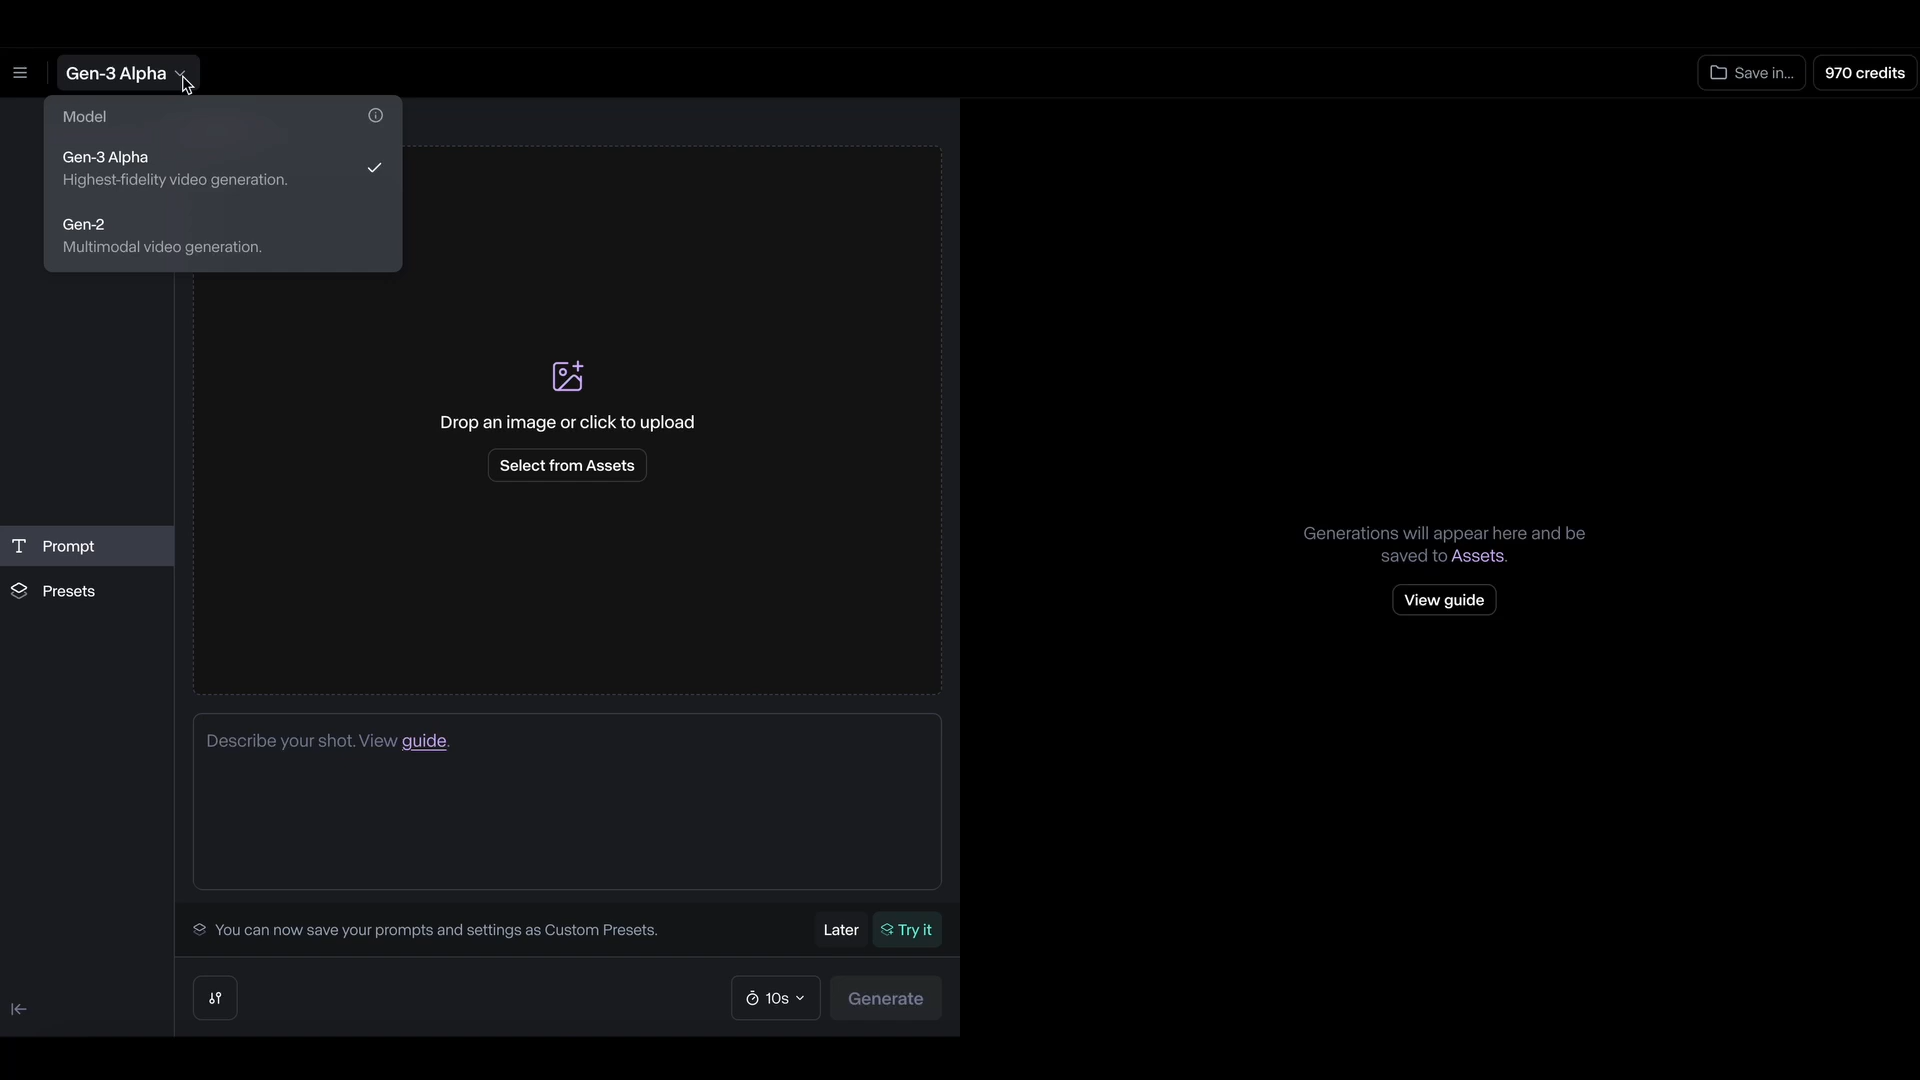 Gen-3 Alpha
Save in...
970 credits
Model
Gen-3 Alpha
Highest-fidelity video generation.
Gen-2
Multimodal video generation.
Drop an image or click to upload
Select from Assets
Prompt
Presets
Generations will appear here and be
saved to Assets.
View guide
Describe your shot. View guide.
You can now save your prompts and settings as Custom Presets.
Later
Try it
10s
Generate